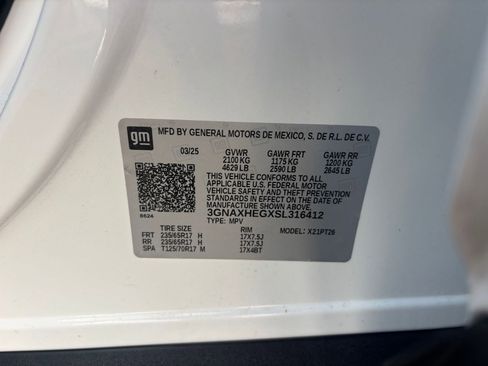 gm
MFD BY GENERAL MOTORS DE MEXICO, S. DE R.L. DE C.V.
03/25 GVWR GAWR FRT GAWR RR
2100 KG 1175 KG 1200 KG
4629 LB 2590 LB 2645 LB
THIS VEHICLE CONFORMS TO ALL
APPLICABLE U.S. FEDERAL MOTOR
VEHICLE SAFETY AND THEFT PREVENTION
STANDARDS IN EFFECT ON THE DATE
OF MANUFACTURE SHOWN ABOVE.
3GNAXHEGXSL316412
8624 TYPE: MPV
TIRE SIZE RIM MODEL: X21PT26
FRT 235/65R17 H 17X7.5J
RR 235/65R17 H 17X7.5J
SPA T125/70R17 M 17X4BT